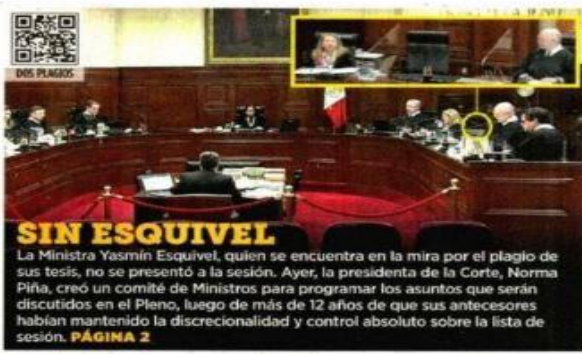 DOS PLAGIOS
SIN ESQUIVEL
La Ministra Yasmín Esquivel, quien se encuentra en la mira por el plagio de
sus tesis, no se presentó a la sesión. Ayer, la presidenta de la Corte, Norma
Piña, creó un comité de Ministros para programar los asuntos que serán
discutidos en el Pleno, luego de más de 12 años de que sus antecesores
habían mantenido la discrecionalidad y control absoluto sobre la lista de
sesión. PÁGINA 2